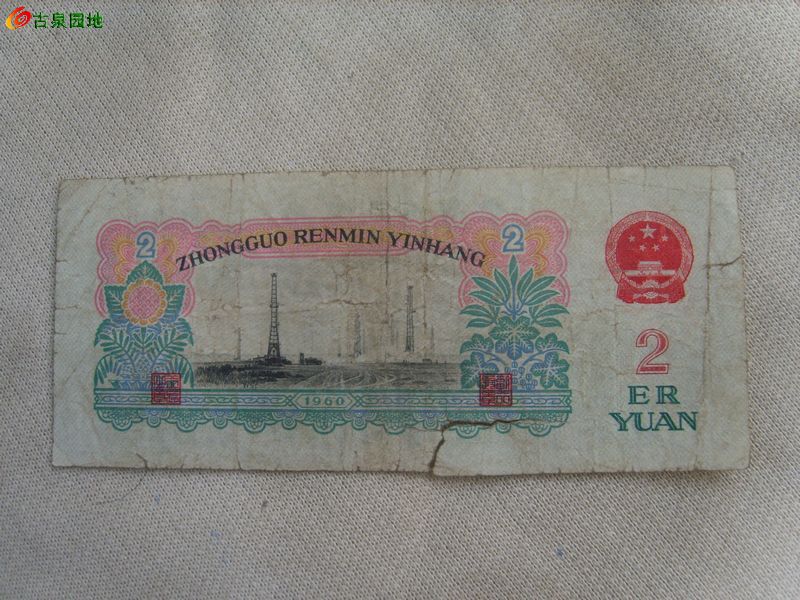 古泉园地
2
2
ZHONGGUO RENMIN YINHANG
1960
2
ER
YUAN